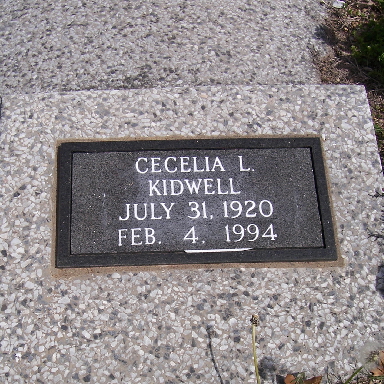 CECELIA L.
KIDWELL
JULY 31, 1920
FEB. 4, 1994